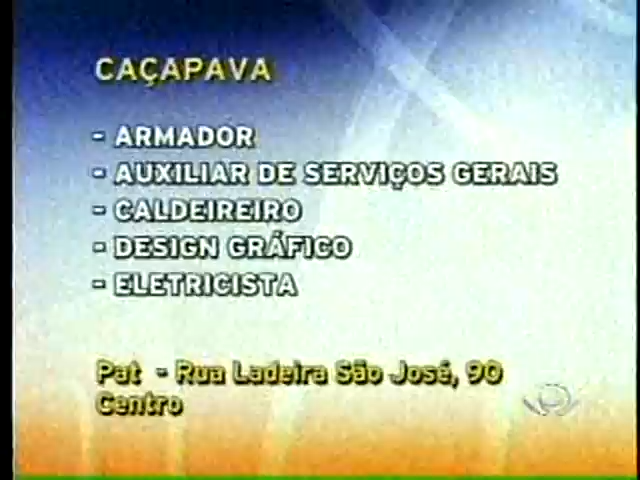 CAÇAPAVA
- ARMADOR
- AUXILIAR DE SERVIÇOS GERAIS
- CALDEIREIRO
- DESIGN GRÁFICO
- ELETRICISTA
Pat - Rua Ladeira São José, 90
Centro